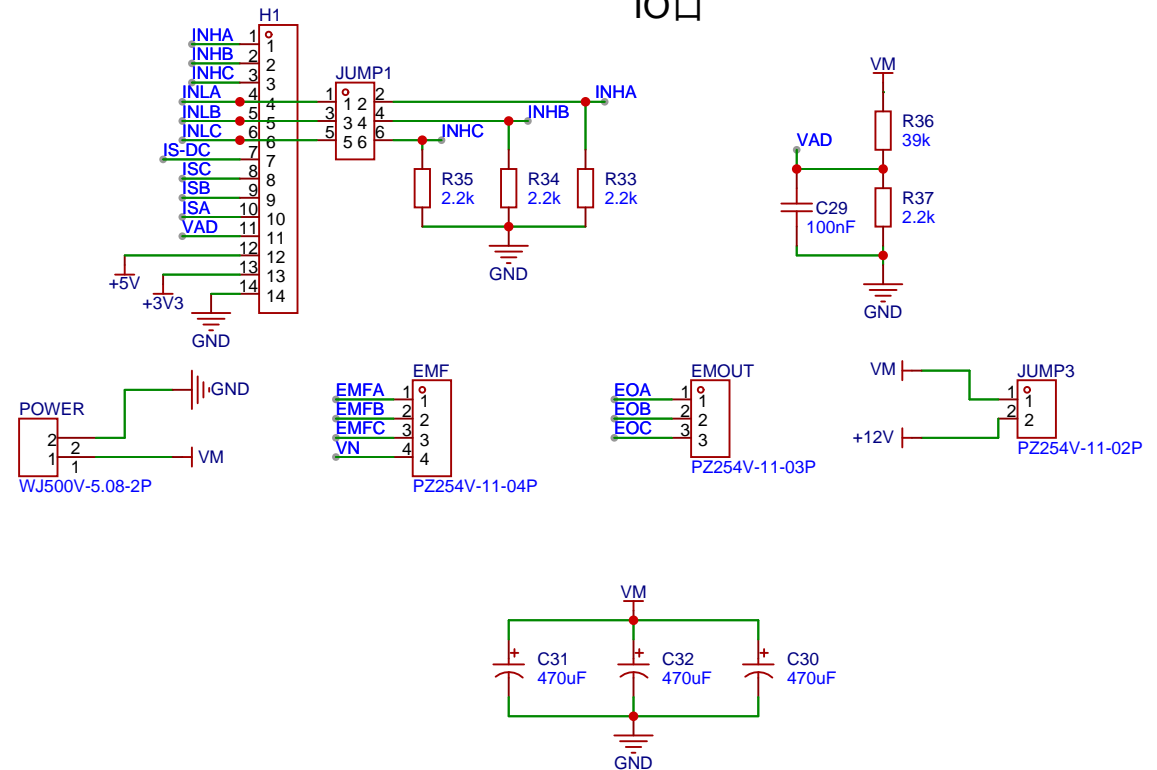 IO口
H1
INHA 1 1
INHB 2 2
INHC 3 3
INLA 4 4
INLB 5 5
INLC 6 6
IS-DC 7 7
ISC 8 8
ISB 9 9
ISA 10 10
VAD 11 11
12 12
13 13
14 14
+5V
+3V3
GND
JUMP1
1 1 2 2
3 3 4 4
5 5 6 6
INHA
INHB
INHC
R35
2.2k
R34
2.2k
R33
2.2k
GND
VM
R36
39k
VAD
R37
2.2k
C29
100nF
GND
POWER
2 2
1 1
GND
VM
WJ500V-5.08-2P
EMF
EMFA 1 1
EMFB 2 2
EMFC 3 3
VN 4 4
PZ254V-11-04P
EMOUT
EOA 1 1
EOB 2 2
EOC 3 3
PZ254V-11-03P
JUMP3
VM 1 1
+12V 2 2
PZ254V-11-02P
VM
C31
470uF
C32
470uF
C30
470uF
GND